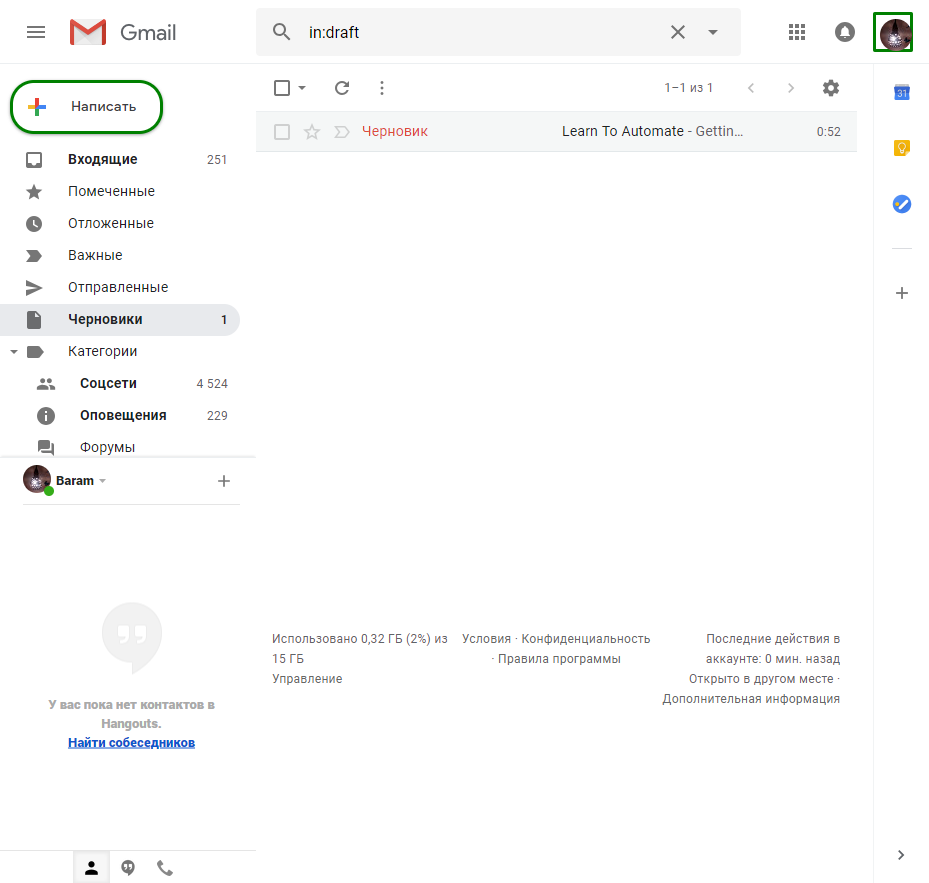 Gmail
in:draft
Написать
1–1 из 1
31
Черновик Learn To Automate - Gettin... 0:52
Входящие 251
Помеченные
Отложенные
Важные
Отправленные
Черновики 1
Категории
Соцсети 4 524
Оповещения 229
Форумы
Baram
У вас пока нет контактов в
Hangouts.
Найти собеседников
Использовано 0,32 ГБ (2%) из
15 ГБ
Управление
Условия · Конфиденциальность
· Правила программы
Последние действия в
аккаунте: 0 мин. назад
Открыто в другом месте ·
Дополнительная информация